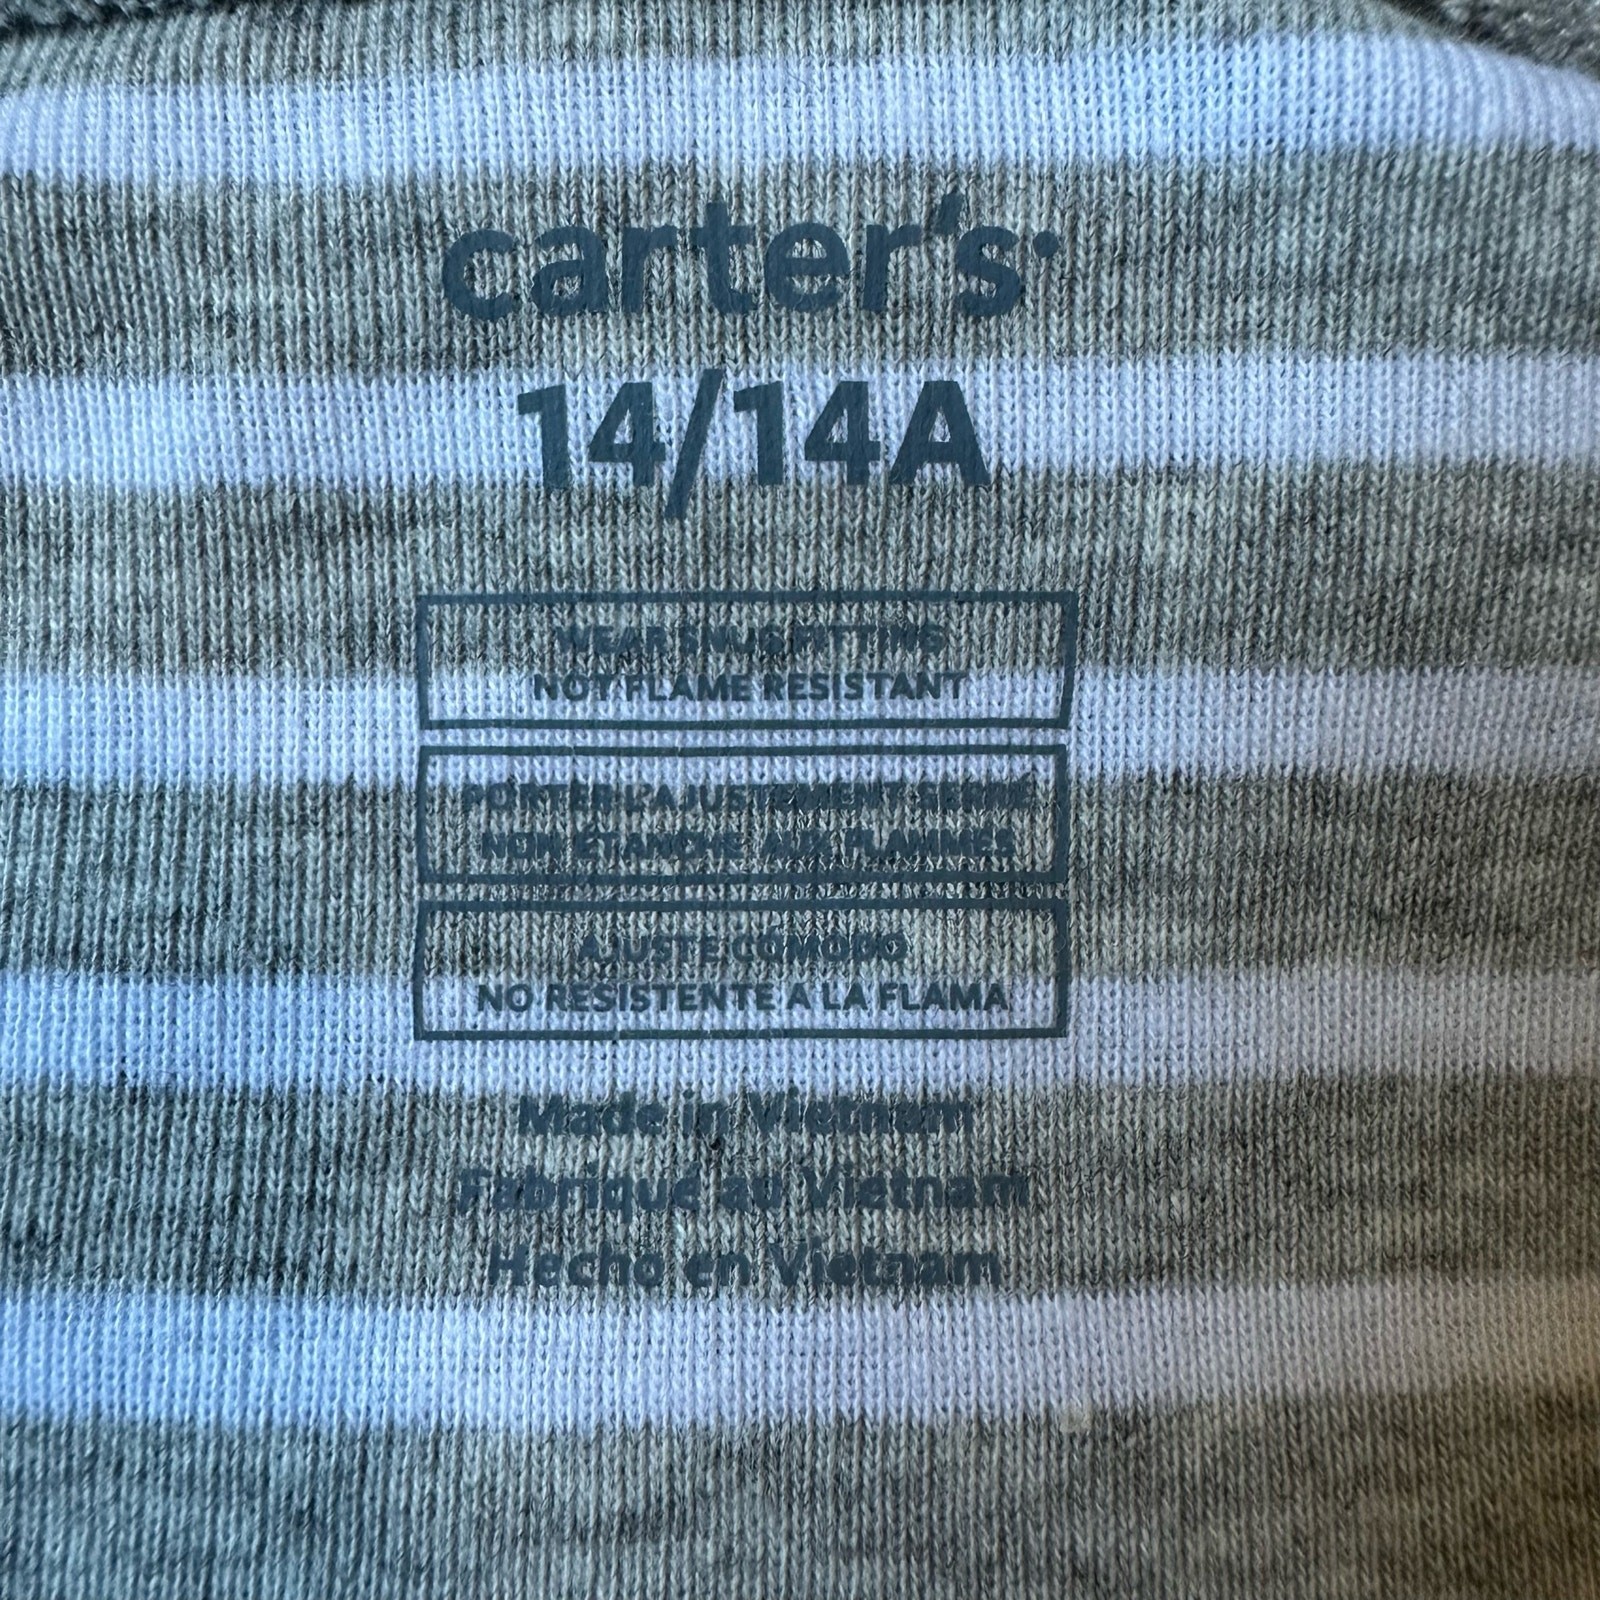 carter's
14/14A
WEAR SNUG FITTING
NOT FLAME RESISTANT
PORTER L'AJUSTEMENT SERRÉ
NON ÉTANCHE AUX FLAMMES
AJUSTE CÓMODO
NO RESISTENTE A LA FLAMA
Made in Vietnam
Fabriqué au Vietnam
Hecho en Vietnam